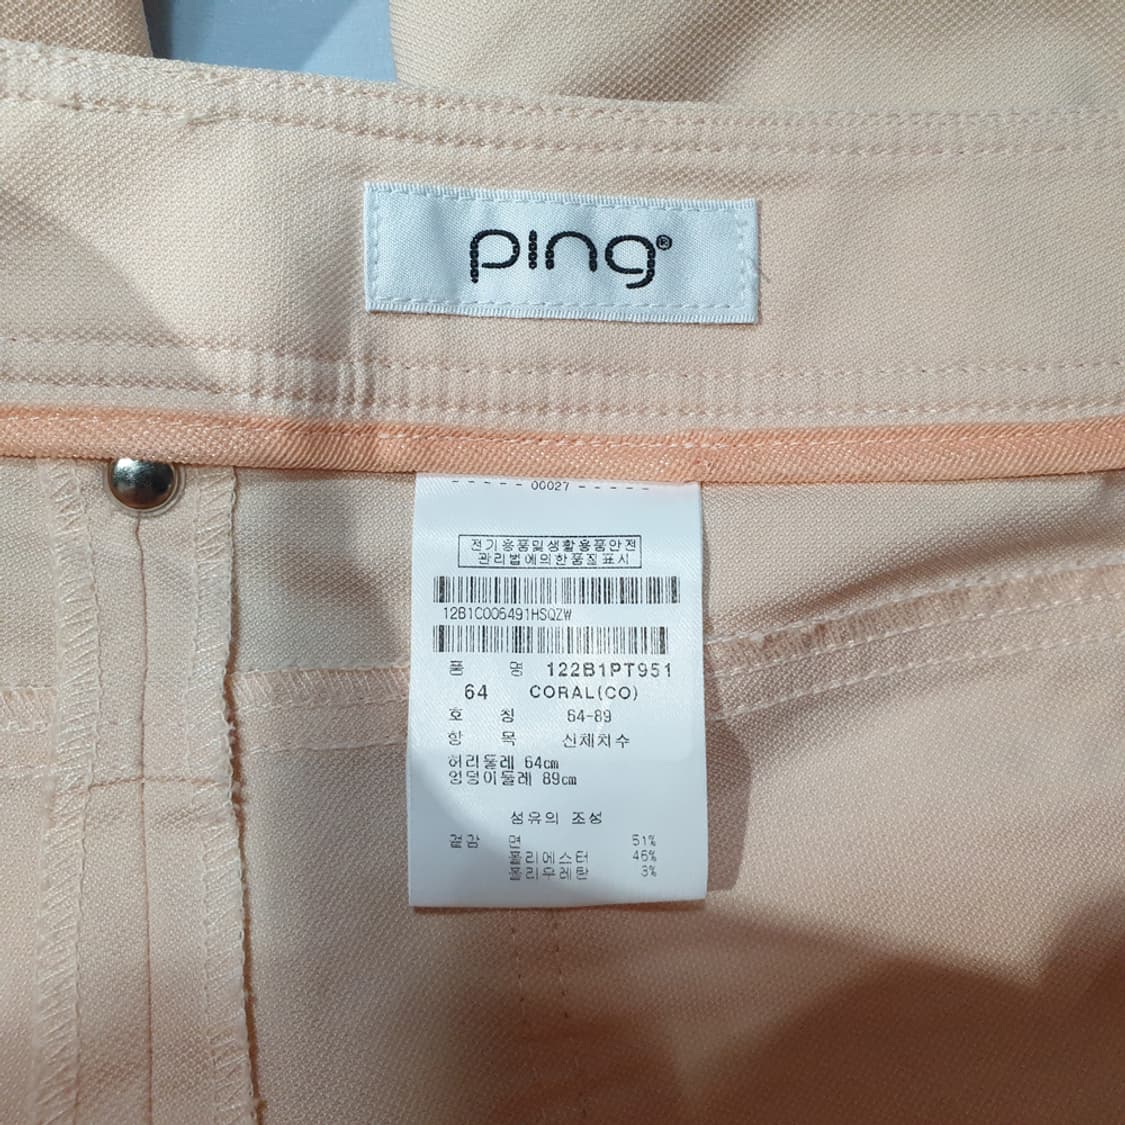 ping®
- - - - - 00027 - - - - -
전기용품및생활용품안전
관리법에의한품질표시
12B1C006491HSQZW
품 명 122B1PT951
64 CORAL(CO)
호 칭 64-89
항 목 신체치수
허리둘레 64cm
엉덩이둘레 89cm
섬유의 조성
겉감 면 51%
폴리에스터 46%
폴리우레탄 3%